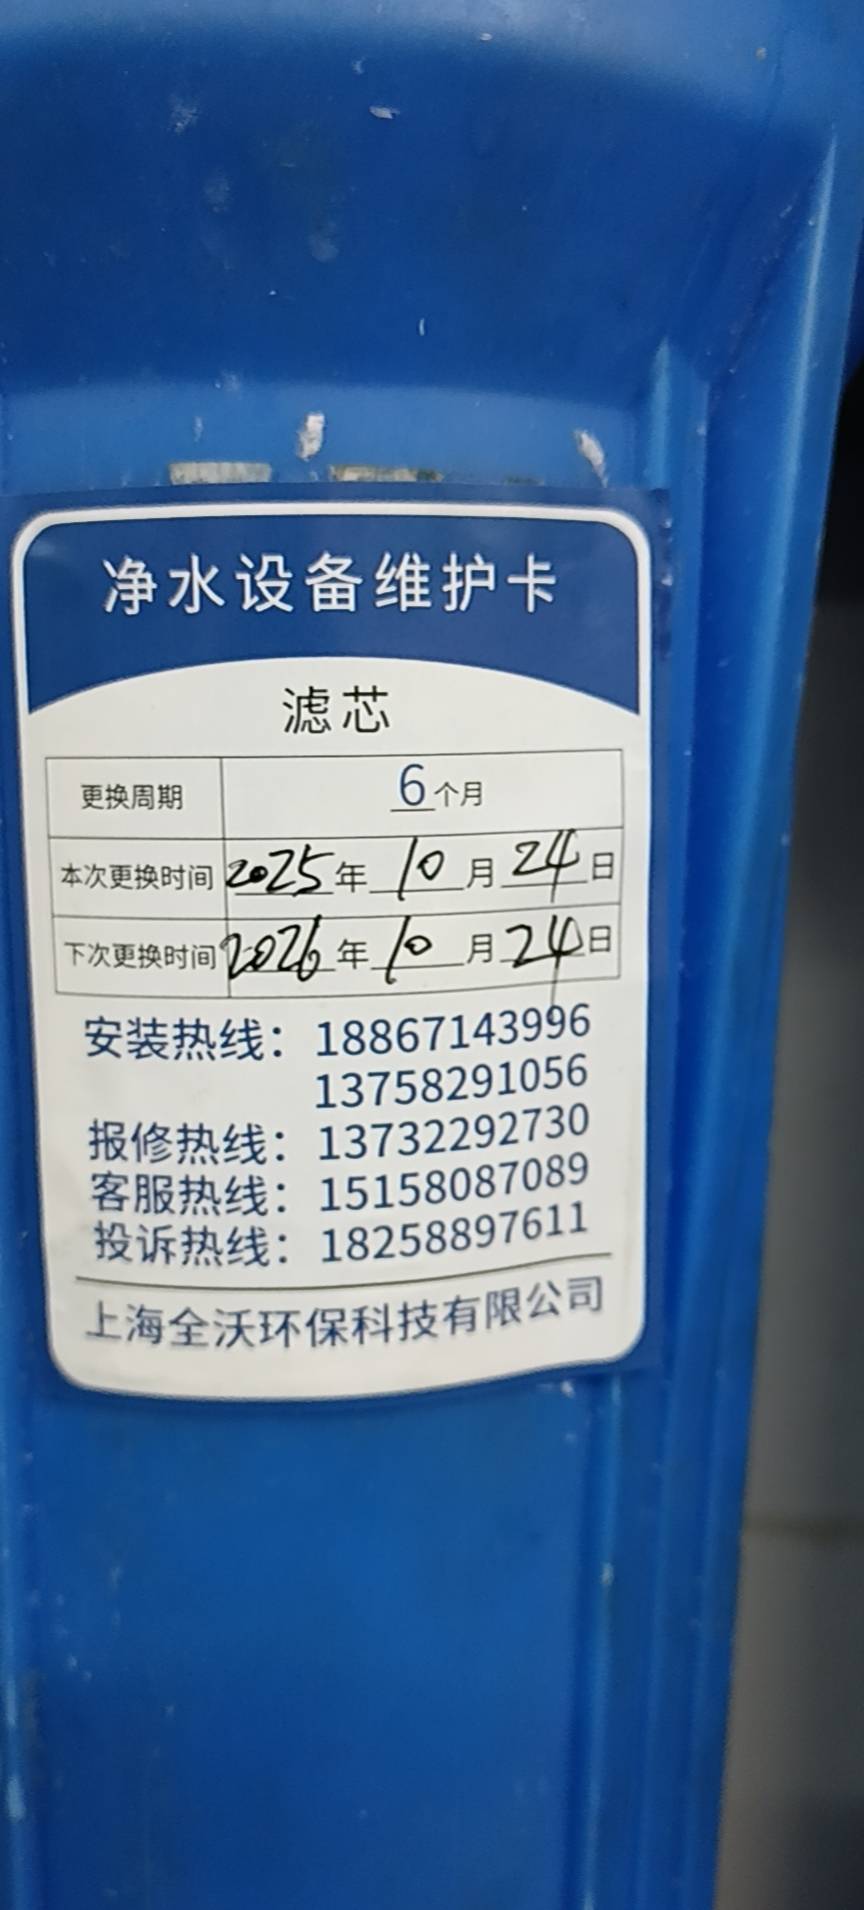 净水设备维护卡
滤芯
更换周期 6个月
本次更换时间 2025年10月24日
下次更换时间 2026年10月24日
安装热线：18867143996
13758291056
报修热线：13732292730
客服热线：15158087089
投诉热线：18258897611
上海全沃环保科技有限公司